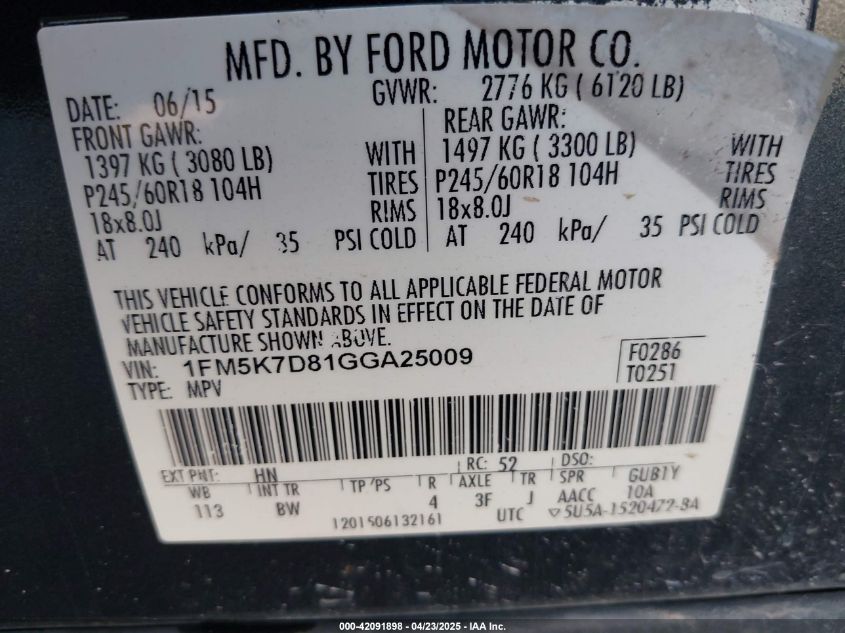 MFD. BY FORD MOTOR CO.
DATE: 06/15 GVWR: 2776 KG ( 6120 LB)
FRONT GAWR: REAR GAWR:
1397 KG ( 3080 LB) WITH 1497 KG ( 3300 LB) WITH
P245/60R18 104H TIRES P245/60R18 104H TIRES
18x8.0J RIMS 18x8.0J RIMS
AT 240 kPa/ 35 PSI COLD AT 240 kPa/ 35 PSI COLD
THIS VEHICLE CONFORMS TO ALL APPLICABLE FEDERAL MOTOR
VEHICLE SAFETY STANDARDS IN EFFECT ON THE DATE OF
MANUFACTURE SHOWN ABOVE.
VIN: 1FM5K7D81GGA25009 F0286
TYPE: MPV T0251
EXT PNT: HN RC: 52 DSO:
WB INT TR TP/PS R AXLE TR SPR GUB1Y
113 BW 4 3F J AACC 10A
1201506132161 UTC ▽5U5A-1520472-BA
000-42091898 - 04/23/2025 - IAA Inc.